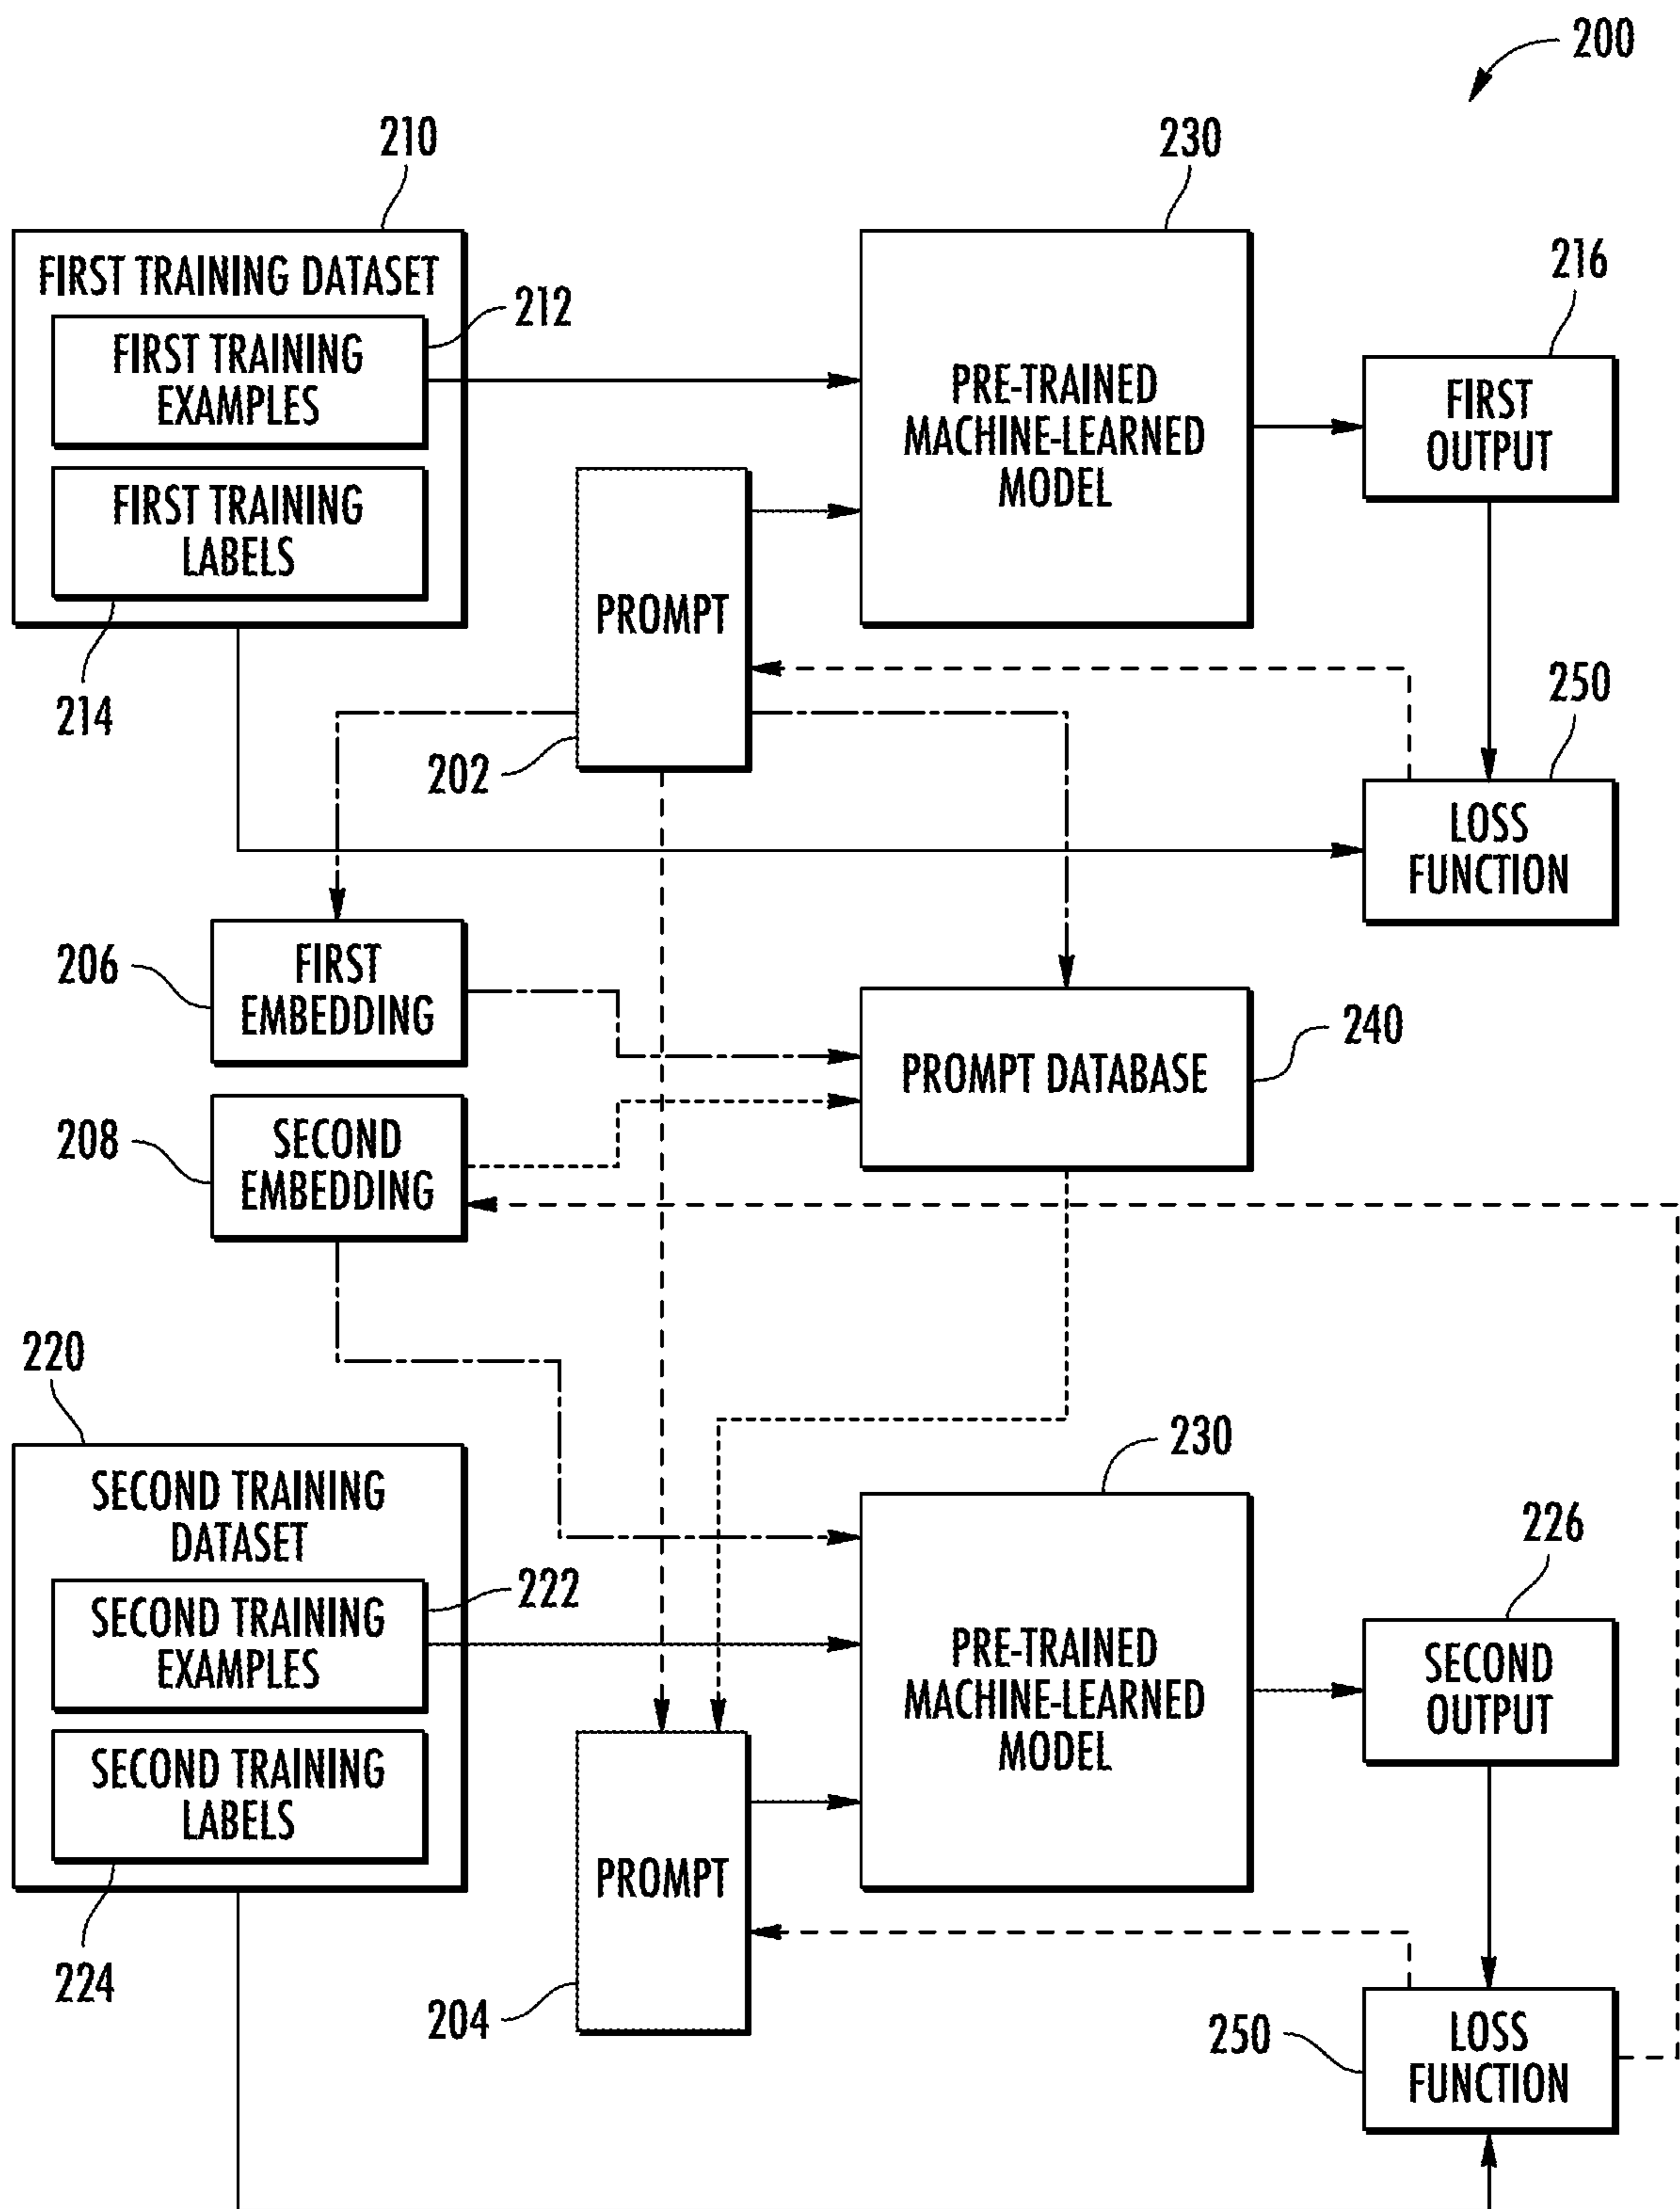 200
210
230
FIRST TRAINING DATASET
212
216
FIRST TRAINING
EXAMPLES
PRE-TRAINED
MACHINE-LEARNED
MODEL
FIRST
OUTPUT
FIRST TRAINING
LABELS
PROMPT
214
250
202
LOSS
FUNCTION
206
FIRST
EMBEDDING
240
PROMPT DATABASE
208
SECOND
EMBEDDING
220
230
SECOND TRAINING
DATASET
226
222
SECOND TRAINING
EXAMPLES
PRE-TRAINED
MACHINE-LEARNED
MODEL
SECOND
OUTPUT
SECOND TRAINING
LABELS
PROMPT
224
204
250
LOSS
FUNCTION